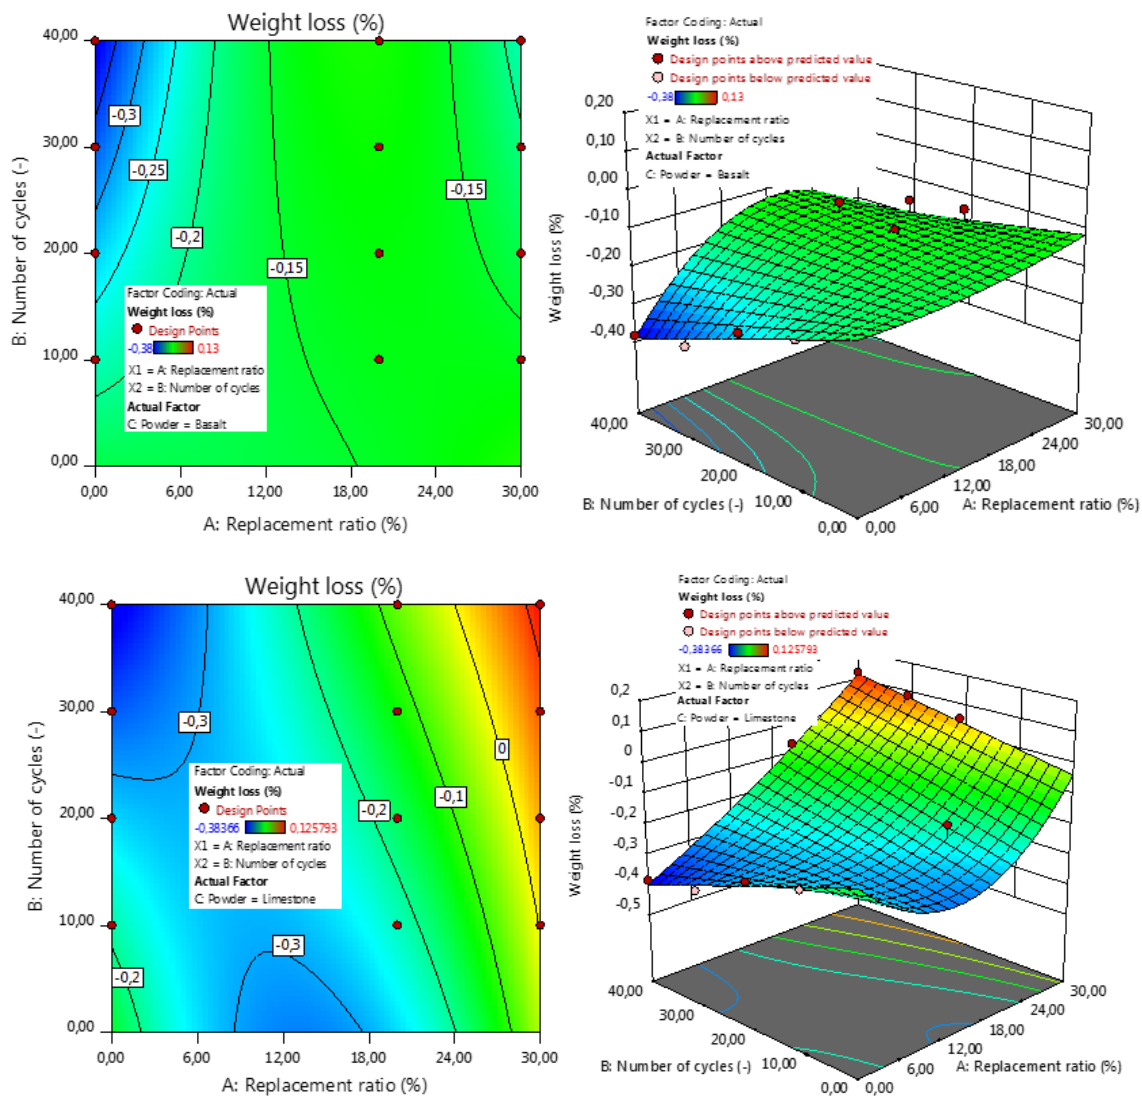 Weight loss (%)
40,00
30,00
20,00
10,00
0,00
B: Number of cycles (-)
-0,3
-0,25
-0,2
-0,15
-0,15
Factor Coding: Actual
Weight loss (%)
Design Points
-0,38 0,13
X1 = A: Replacement ratio
X2 = B: Number of cycles
Actual Factor
C: Powder = Basalt
0,00 6,00 12,00 18,00 24,00 30,00
A: Replacement ratio (%)
Factor Coding: Actual
Weight loss (%)
Design points above predicted value
Design points below predicted value
-0,38 0,13
X1 = A: Replacement ratio
X2 = B: Number of cycles
Actual Factor
C: Powder = Basalt
0,20
0,10
0,00
-0,10
-0,20
-0,30
-0,40
Weight loss (%)
40,00
30,00
20,00
10,00
0,00
B: Number of cycles (-)
0,00
6,00
12,00
18,00
24,00
30,00
A: Replacement ratio (%)
Weight loss (%)
40,00
30,00
20,00
10,00
0,00
B: Number of cycles (-)
-0,3
0
-0,1
-0,2
-0,3
-0,2
Factor Coding: Actual
Weight loss (%)
Design Points
-0,38366 0,125793
X1 = A: Replacement ratio
X2 = B: Number of cycles
Actual Factor
C: Powder = Limestone
0,00 6,00 12,00 18,00 24,00 30,00
A: Replacement ratio (%)
Factor Coding: Actual
Weight loss (%)
Design points above predicted value
Design points below predicted value
-0,38366 0,125793
X1 = A: Replacement ratio
X2 = B: Number of cycles
Actual Factor
C: Powder = Limestone
0,2
0,1
0
-0,1
-0,2
-0,3
-0,4
-0,5
Weight loss (%)
40,00
30,00
20,00
10,00
0,00
B: Number of cycles (-)
0,00
6,00
12,00
18,00
24,00
30,00
A: Replacement ratio (%)